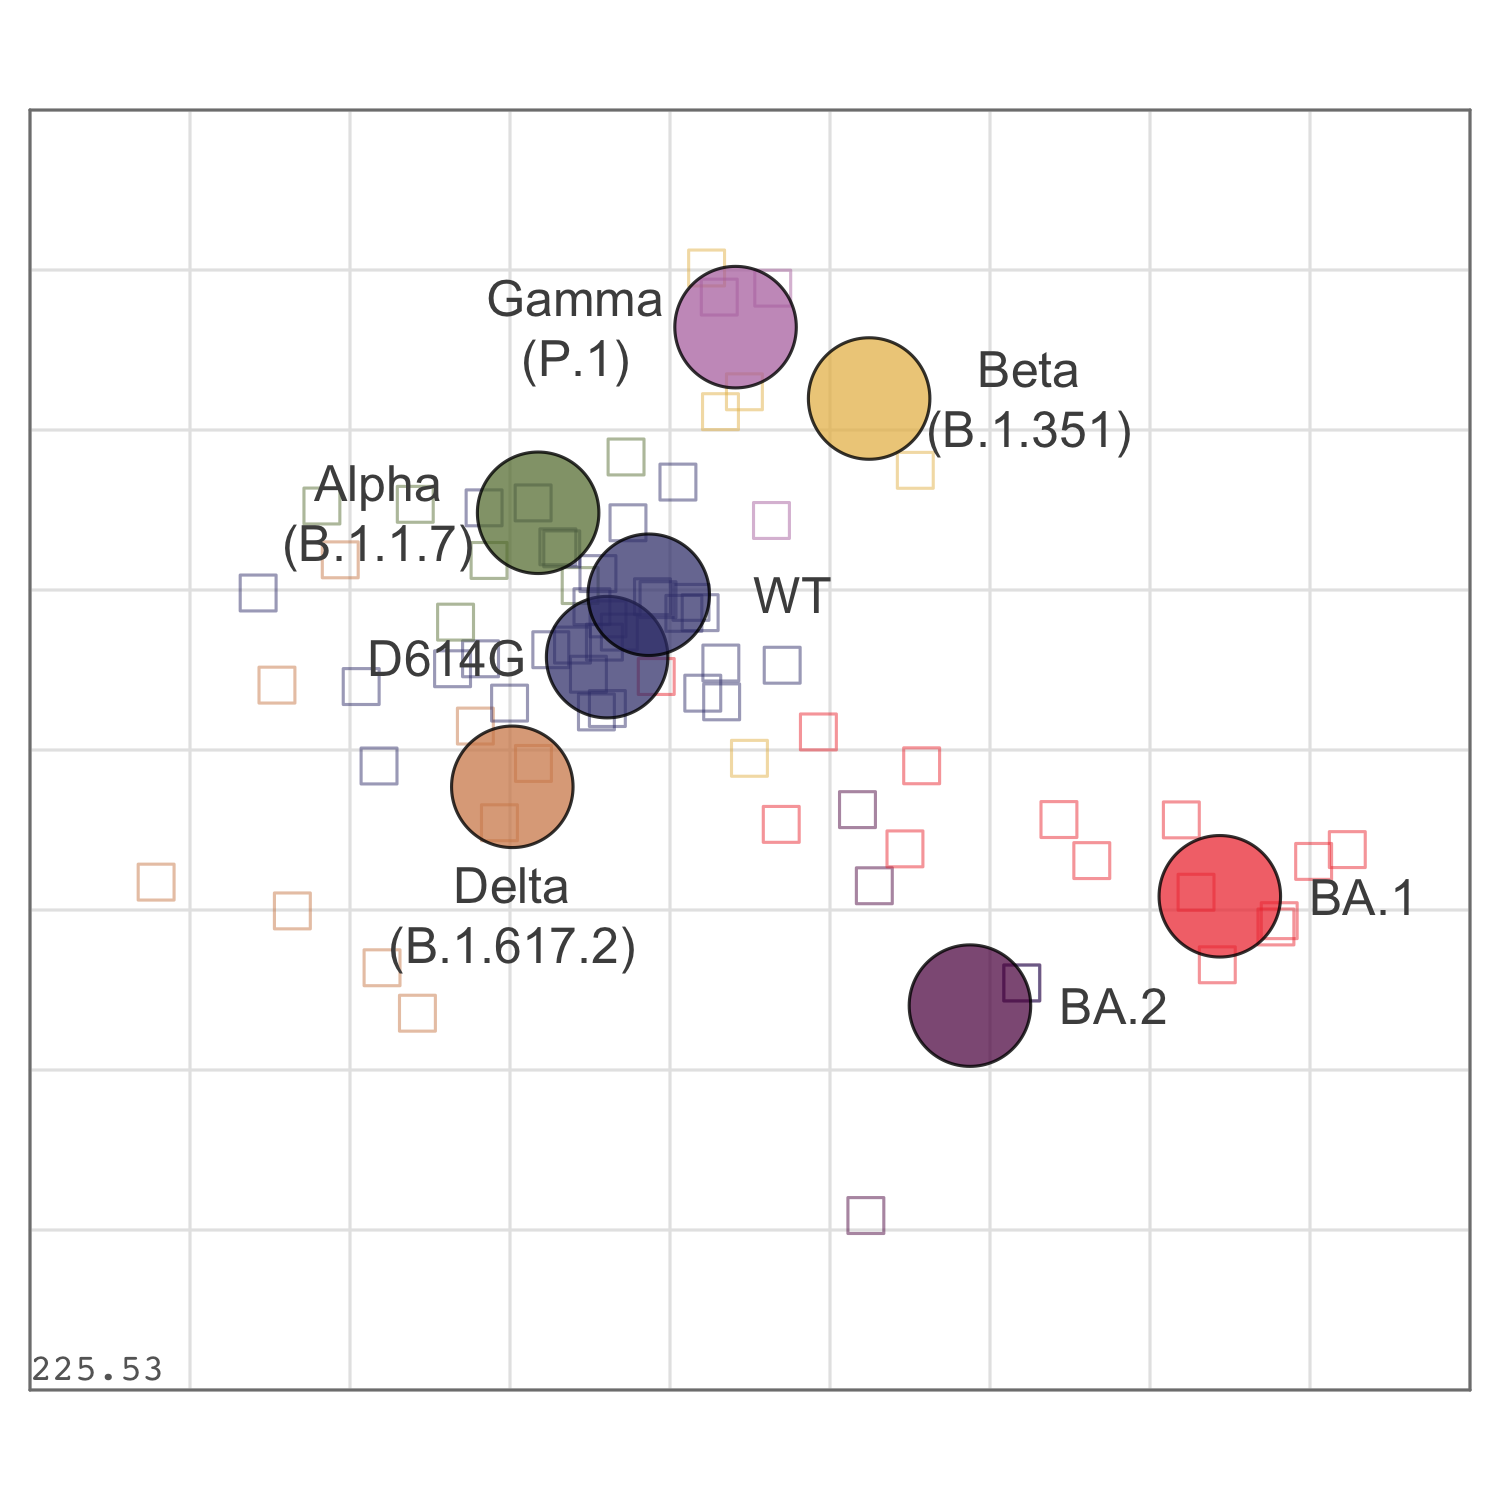 Gamma
(P.1)
Beta
(B.1.351)
Alpha
(B.1.1.7)
WT
D614G
Delta
(B.1.617.2)
BA.1
BA.2
225.53